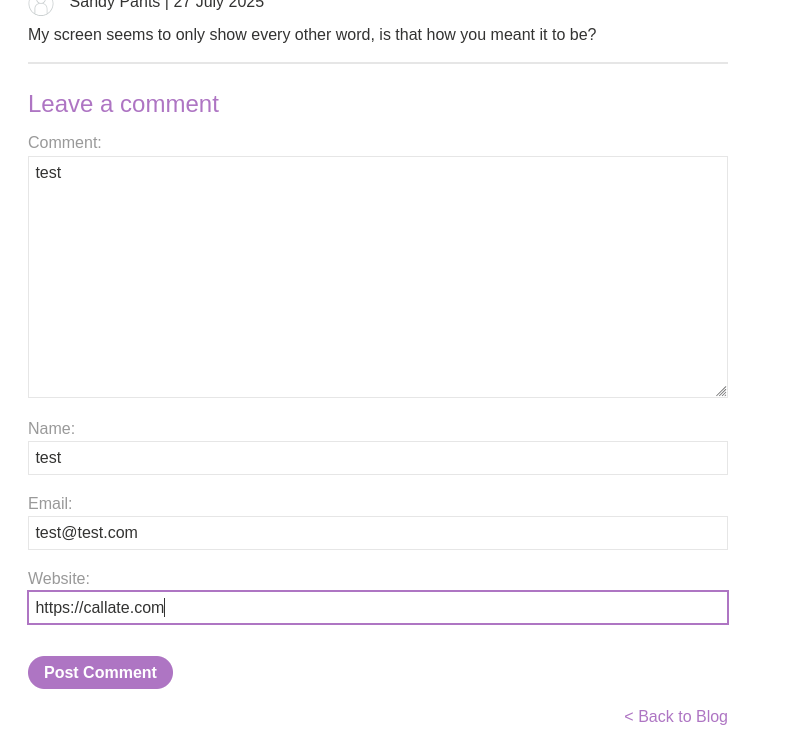 Sandy Pants | 27 July 2025
My screen seems to only show every other word, is that how you meant it to be?
Leave a comment
Comment:
test
Name:
test
Email:
test@test.com
Website:
https://callate.com
Post Comment
< Back to Blog